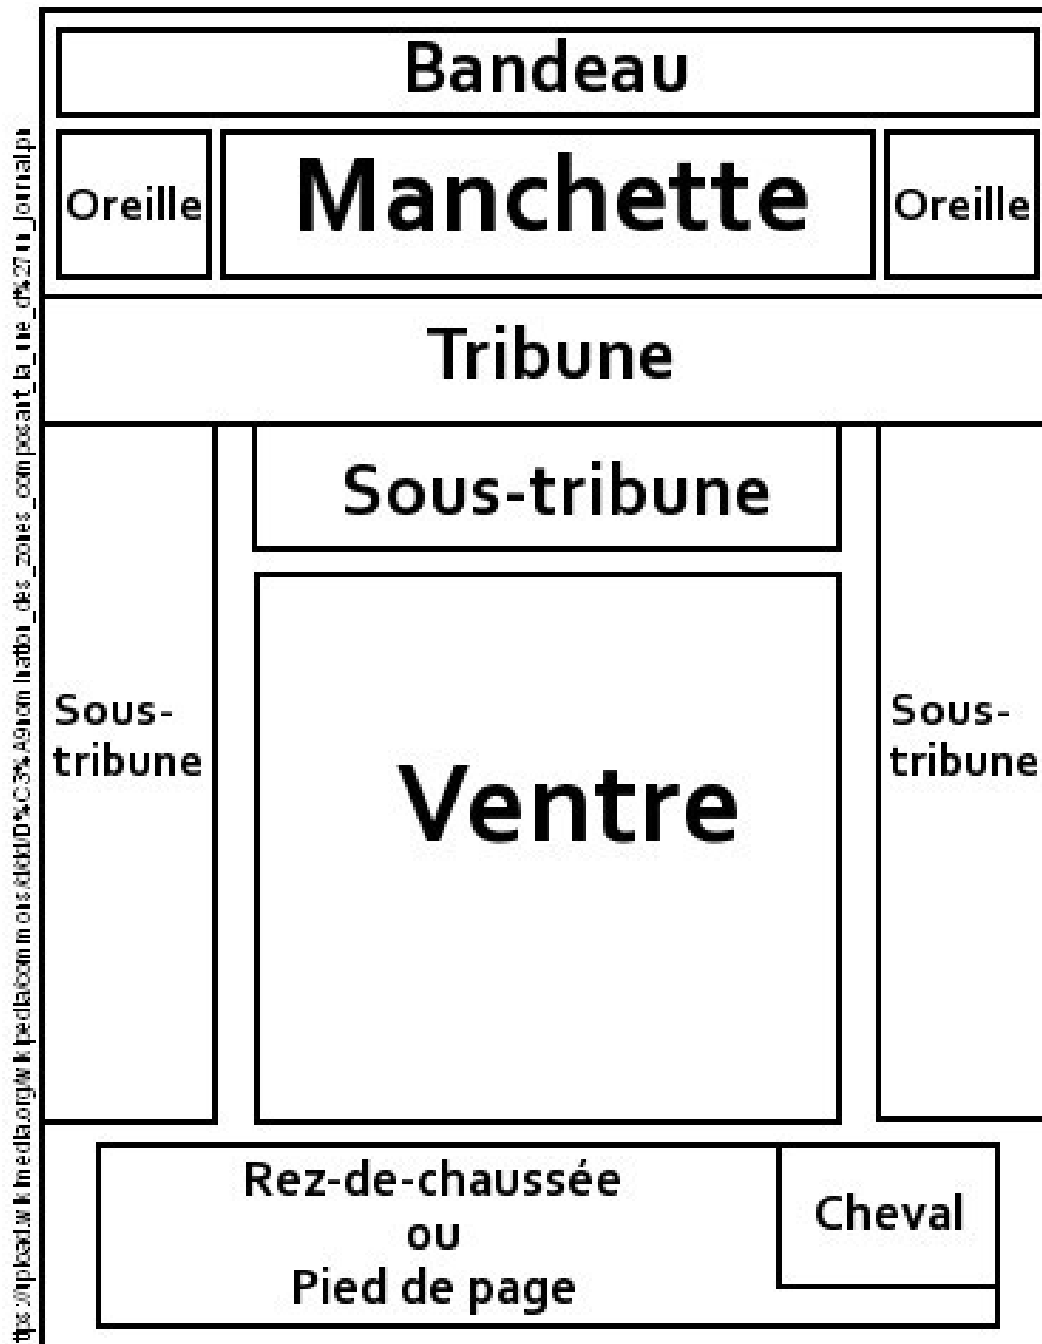 Bandeau
Oreille
Manchette
Oreille
Tribune
Sous-tribune
Sous-
tribune
Ventre
Sous-
tribune
Rez-de-chaussée
ou
Pied de page
Cheval